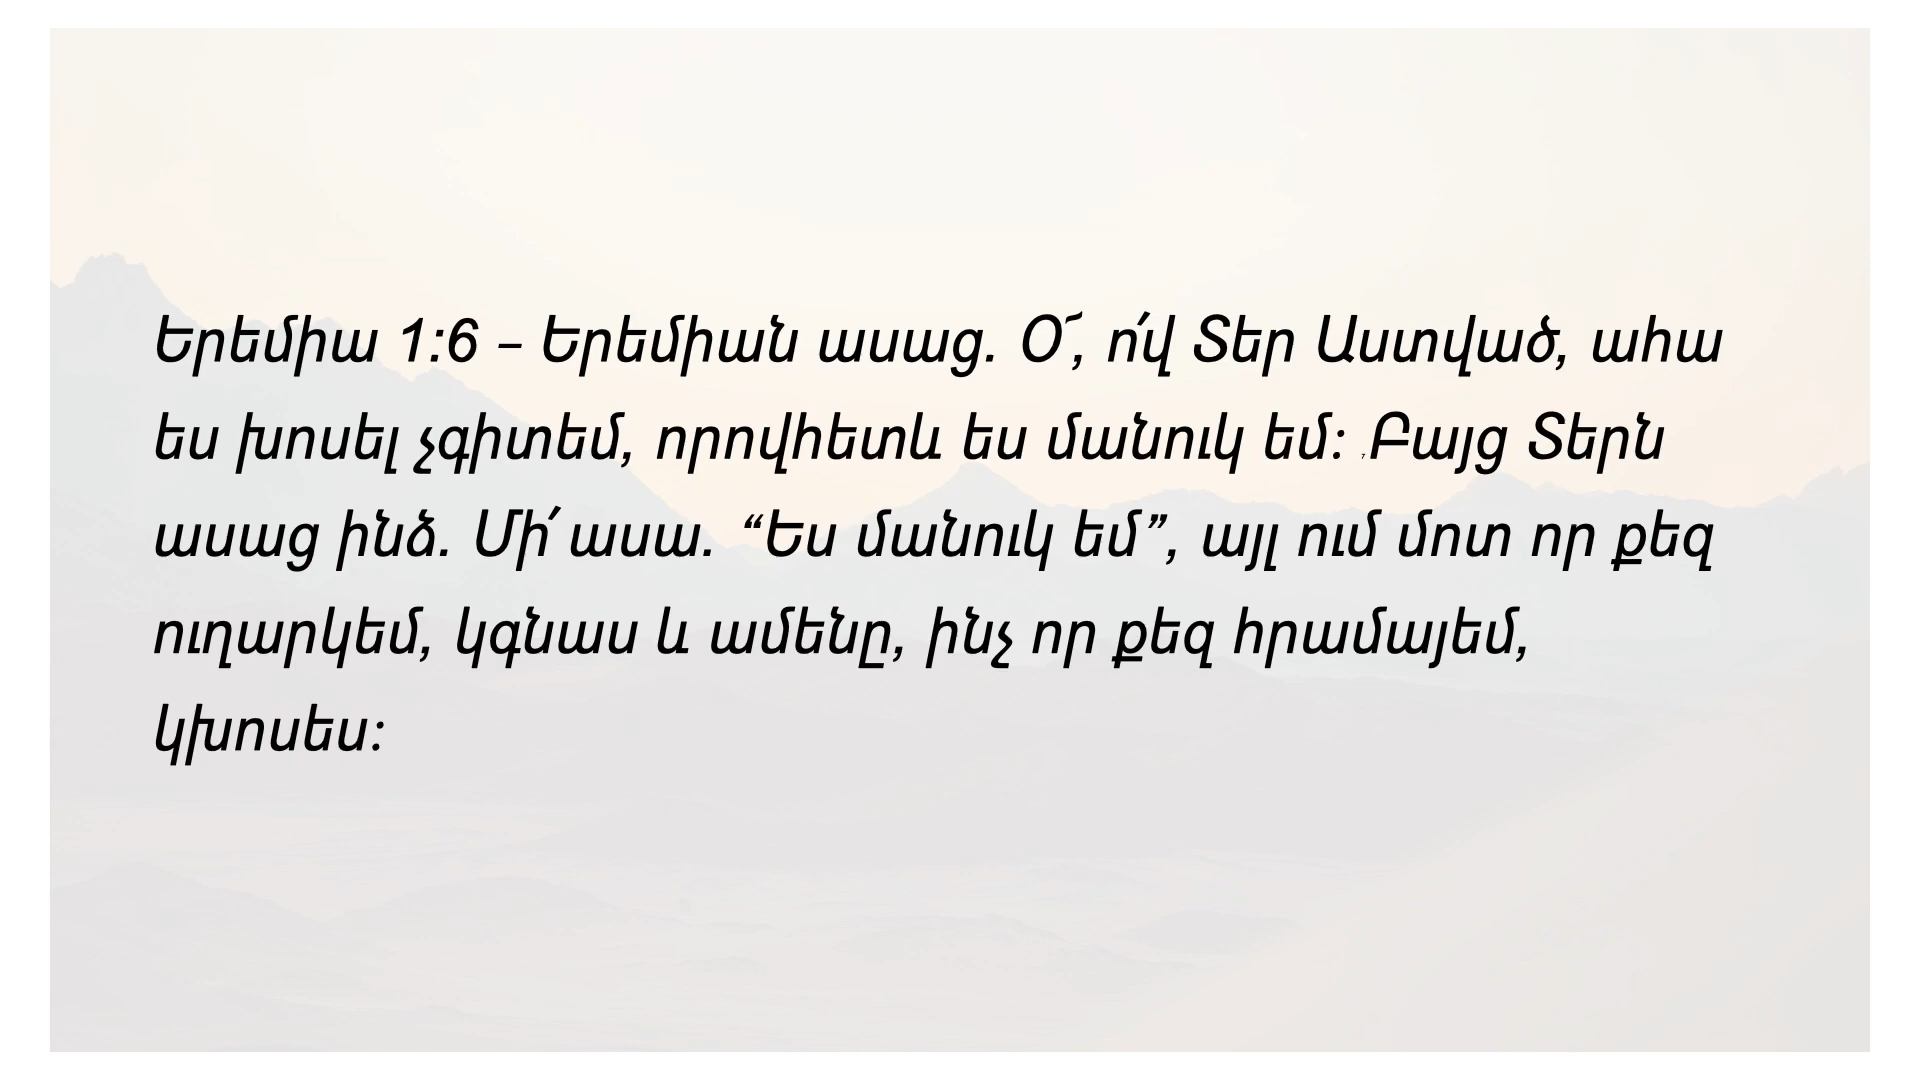 Երեմիա 1:6 – Երեմիան ասաց. Օ՜, ո՛վ Տեր Աստված, ահա
ես խոսել չգիտեմ, որովհետև ես մանուկ եմ: 7Բայց Տերն
ասաց ինձ. Մի՛ ասա. “Ես մանուկ եմ”, այլ ում մոտ որ քեզ
ուղարկեմ, կգնաս և ամենը, ինչ որ քեզ հրամայեմ,
կխոսես: